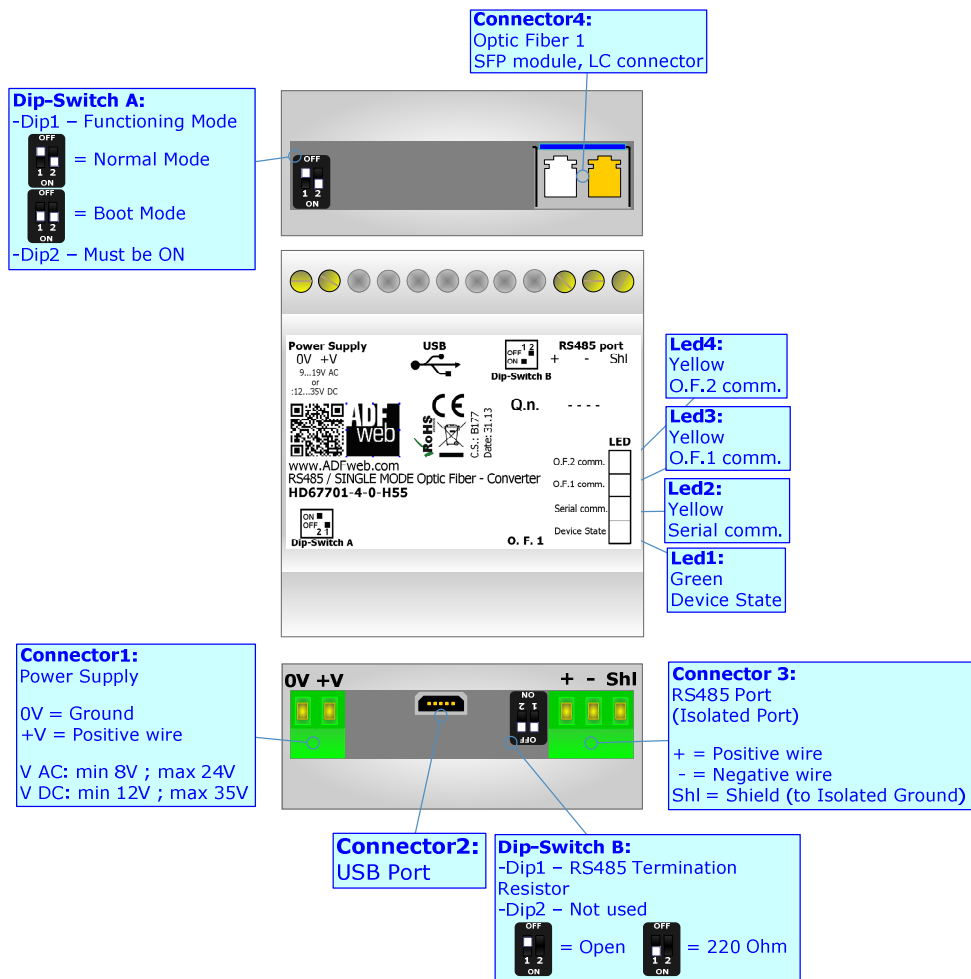 Connector4:
Optic Fiber 1
SFP module, LC connector
Dip-Switch A:
-Dip1 – Functioning Mode
OFF
1 2
ON
= Normal Mode
OFF
1 2
ON
= Boot Mode
-Dip2 – Must be ON
OFF
1 2
ON
Power Supply
0V +V
9...19V AC
or
:12...35V DC
USB
1 2
OFF
ON
Dip-Switch B
RS485 port
+ - Shl
ADF
web
RoHS
CE
C.S.: B177
Date: 31.13
Q.n. - - - -
LED
O.F.2 comm.
O.F.1 comm.
Serial comm.
Device State
www.ADFweb.com
RS485 / SINGLE MODE Optic Fiber - Converter
HD67701-4-0-H55
ON
OFF
2 1
Dip-Switch A
O. F. 1
Led4:
Yellow
O.F.2 comm.
Led3:
Yellow
O.F.1 comm.
Led2:
Yellow
Serial comm.
Led1:
Green
Device State
Connector1:
Power Supply
0V = Ground
+V = Positive wire
V AC: min 8V ; max 24V
V DC: min 12V ; max 35V
0V +V
ON
2 1
OFF
+ - Shl
Connector 3:
RS485 Port
(Isolated Port)
+ = Positive wire
- = Negative wire
Shl = Shield (to Isolated Ground)
Connector2:
USB Port
Dip-Switch B:
-Dip1 – RS485 Termination
Resistor
-Dip2 – Not used
OFF
1 2
ON
= Open
OFF
1 2
ON
= 220 Ohm